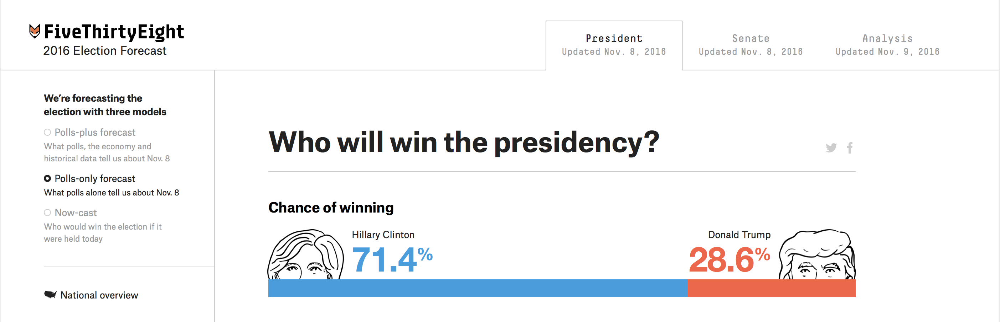 FiveThirtyEight
2016 Election Forecast
President
Updated Nov. 8, 2016
Senate
Updated Nov. 8, 2016
Analysis
Updated Nov. 9, 2016
We’re forecasting the
election with three models
Polls-plus forecast
What polls, the economy and
historical data tell us about Nov. 8
Polls-only forecast
What polls alone tell us about Nov. 8
Now-cast
Who would win the election if it
were held today
National overview
Who will win the presidency?
Chance of winning
Hillary Clinton
71.4%
Donald Trump
28.6%